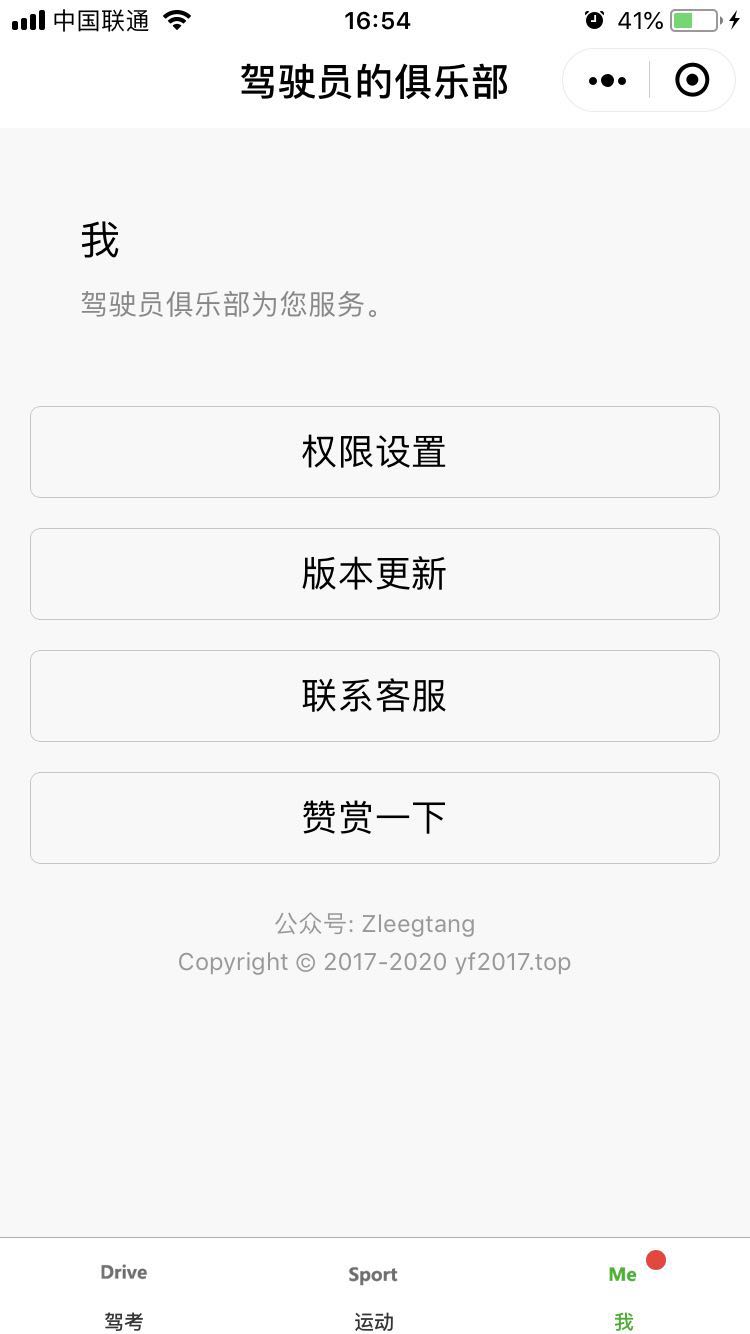 中国联通 16:54 41%
驾驶员的俱乐部
我
驾驶员俱乐部为您服务。
权限设置
版本更新
联系客服
赞赏一下
公众号: Zleegtang
Copyright © 2017-2020 yf2017.top
Drive Sport Me
驾考 运动 我